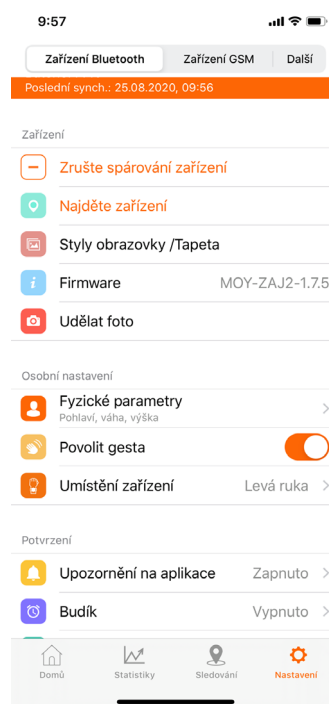 9:57
Zařízení Bluetooth Zařízení GSM Další
Poslední synch.: 25.08.2020, 09:56
Zařízení
Zrušte spárování zařízení
Najděte zařízení
Styly obrazovky /Tapeta
Firmware MOY-ZAJ2-1.7.5
Udělat foto
Osobní nastavení
Fyzické parametry
Pohlaví, váha, výška
Povolit gesta
Umístění zařízení Levá ruka
Potvrzení
Upozornění na aplikace Zapnuto
Budík Vypnuto
Domů Statistiky Sledování Nastavení